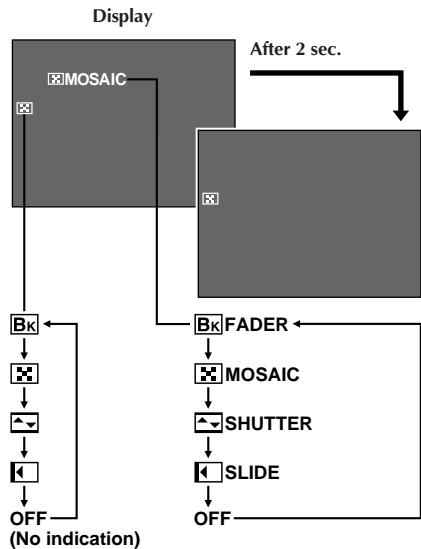 Display
After 2 sec.
MOSAIC
BK
BK FADER
MOSAIC
SHUTTER
SLIDE
OFF
(No indication)
OFF